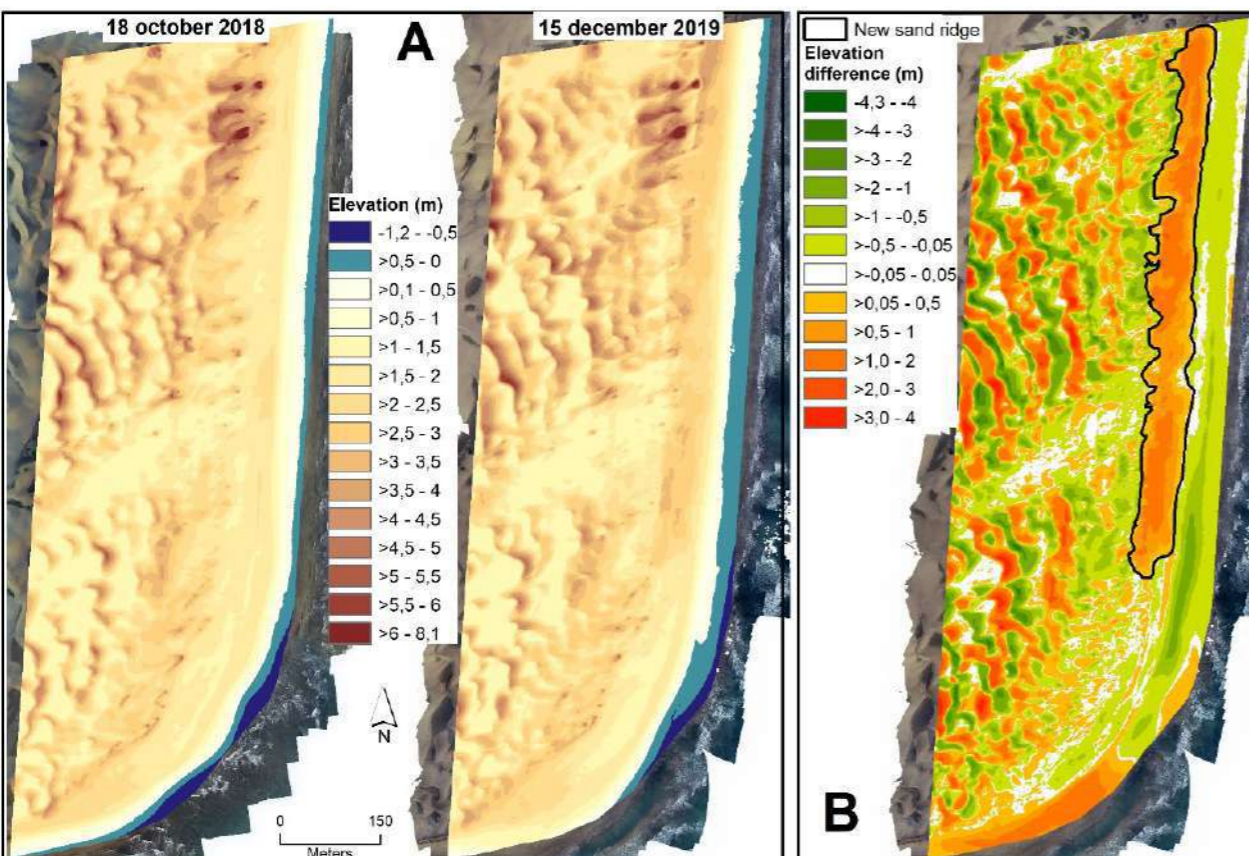 18 october 2018
A
15 december 2019
Elevation (m)
-1,2 - -0,5
>0,5 - 0
>0,1 - 0,5
>0,5 - 1
>1 - 1,5
>1,5 - 2
>2 - 2,5
>2,5 - 3
>3 - 3,5
>3,5 - 4
>4 - 4,5
>4,5 - 5
>5 - 5,5
>5,5 - 6
>6 - 8,1
N
0 150
Meters
New sand ridge
Elevation
difference (m)
-4,3 - -4
>-4 - -3
>-3 - -2
>-2 - -1
>-1 - -0,5
>-0,5 - -0,05
>-0,05 - 0,05
>0,05 - 0,5
>0,5 - 1
>1,0 - 2
>2,0 - 3
>3,0 - 4
B